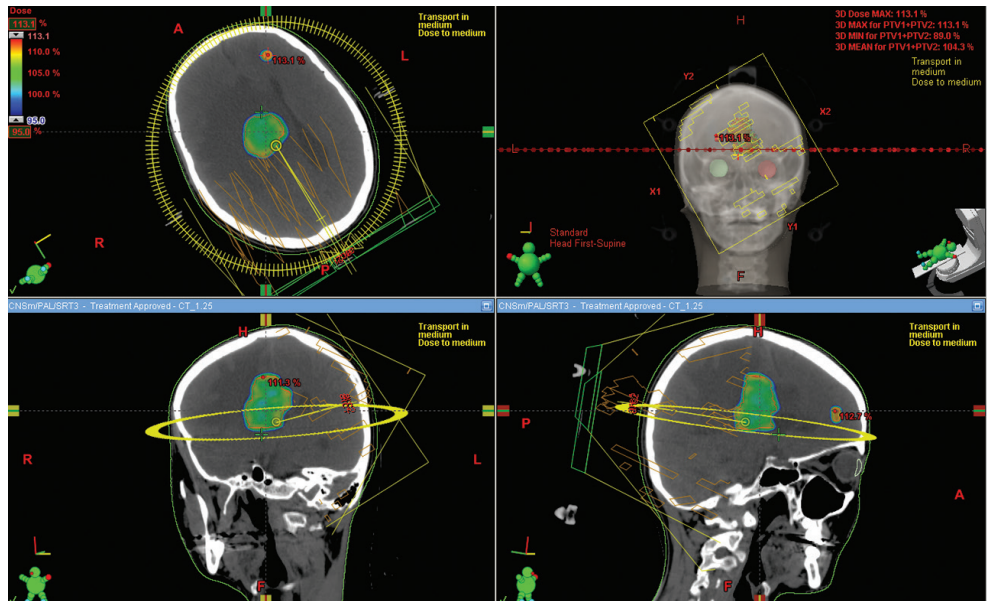 Dose
113.1 %
113.1
110.0 %
105.0 %
100.0 %
95.0
95.0 %
A
Transport in
medium
Dose to medium
L
113.1 %
R
P
H
3D Dose MAX: 113.1 %
3D MAX for PTV1+PTV2: 113.1 %
3D MIN for PTV1+PTV2: 89.0 %
3D MEAN for PTV1+PTV2: 104.3 %
Transport in
medium
Dose to medium
Y2
X2
113.1 %
L
R
X1
Y1
Standard
Head First-Supine
F
CNSm/PAL/SRT3 - Treatment Approved - CT_1.25
H
Transport in
medium
Dose to medium
111.3 %
R
L
F
CNSm/PAL/SRT3 - Treatment Approved - CT_1.25
H
Transport in
medium
Dose to medium
P
112.7 %
A
F